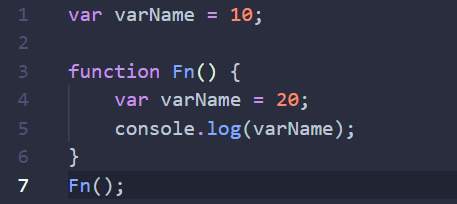 1 var varName = 10;
2
3 function Fn() {
4     var varName = 20;
5     console.log(varName);
6 }
7 Fn();